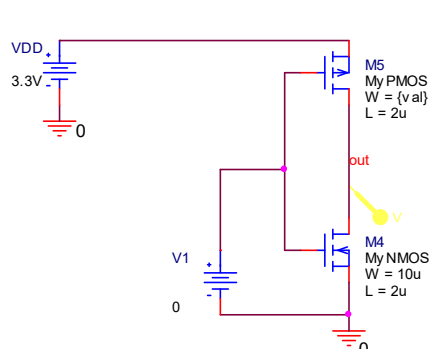 VDD
3.3V
0
M5
MyPMOS
W = {val}
L = 2u
out
V
M4
MyNMOS
W = 10u
L = 2u
V1
0
0